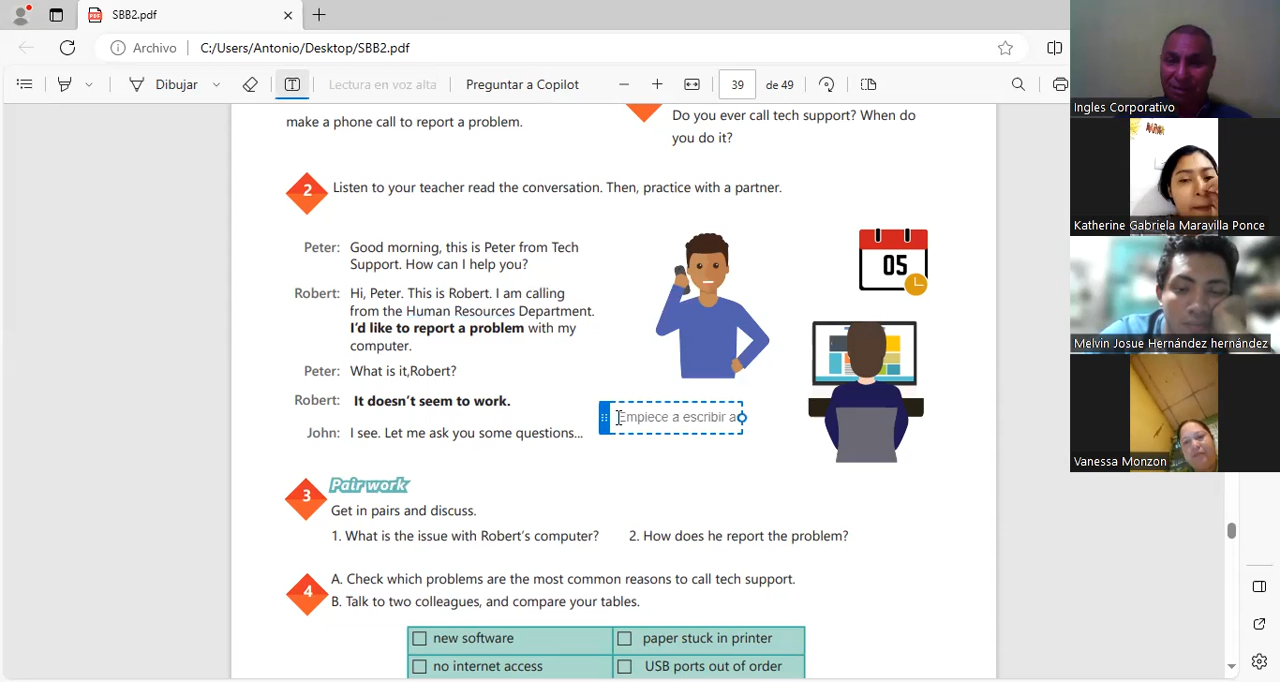 SBB2.pdf
Archivo
C:/Users/Antonio/Desktop/SBB2.pdf
Dibujar
Lectura en voz alta
Preguntar a Copilot
39
de 49
make a phone call to report a problem.
Do you ever call tech support? When do
you do it?
2
Listen to your teacher read the conversation. Then, practice with a partner.
Peter: Good morning, this is Peter from Tech
Support. How can I help you?
Robert: Hi, Peter. This is Robert. I am calling
from the Human Resources Department.
I'd like to report a problem with my
computer.
Peter: What is it,Robert?
Robert: It doesn't seem to work.
John: I see. Let me ask you some questions...
05
Empiece a escribir a
3
Pair work
Get in pairs and discuss.
1. What is the issue with Robert's computer? 2. How does he report the problem?
4
A. Check which problems are the most common reasons to call tech support.
B. Talk to two colleagues, and compare your tables.
new software
paper stuck in printer
no internet access
USB ports out of order
Ingles Corporativo
Katherine Gabriela Maravilla Ponce
Melvin Josue Hernández hernández
Vanessa Monzon